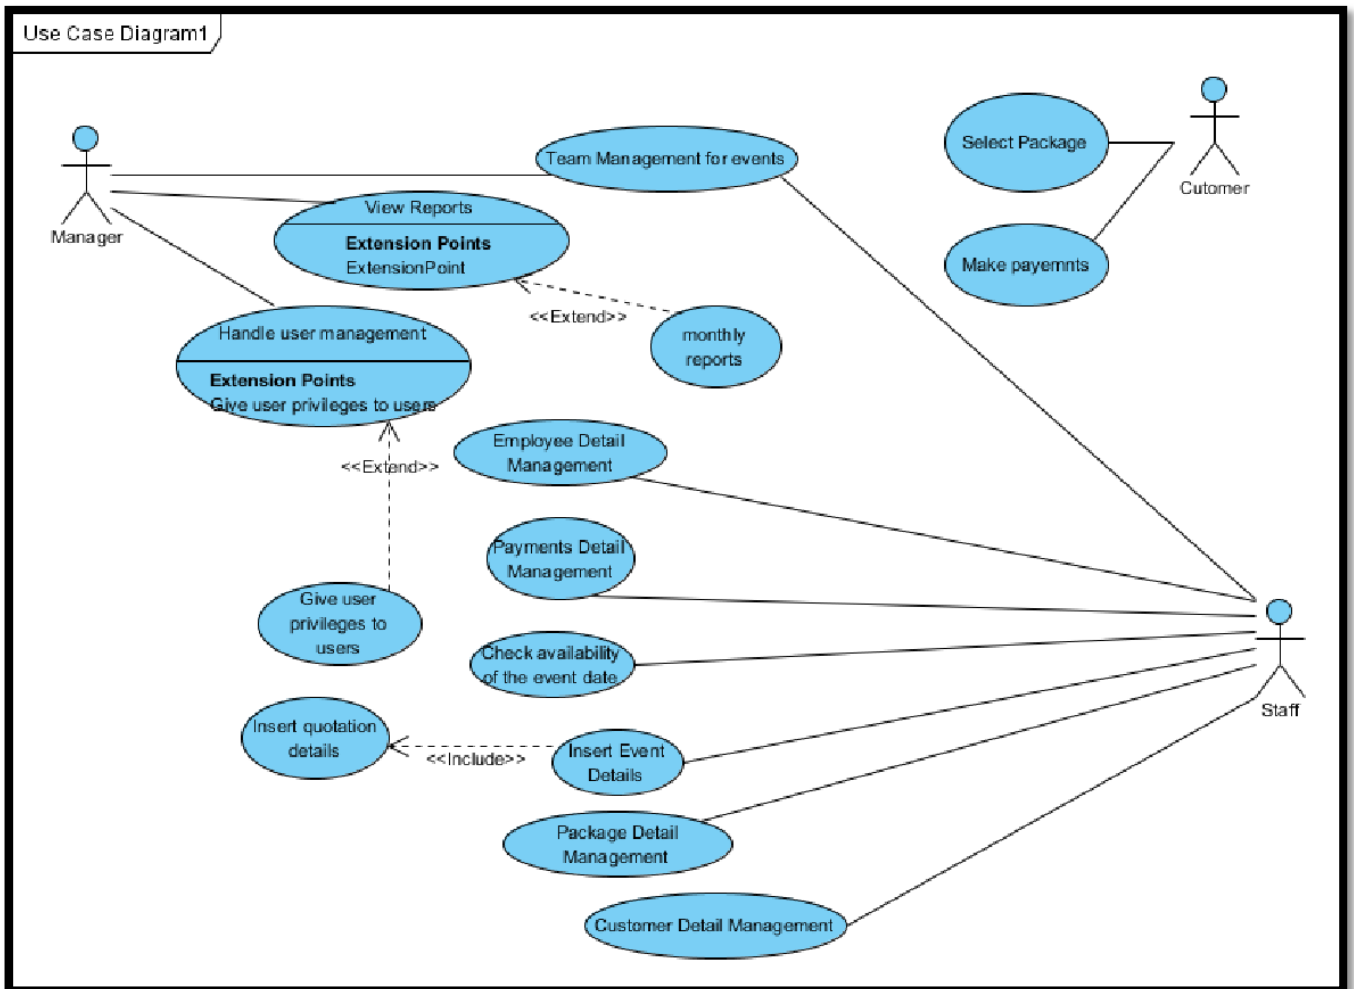 Use Case Diagram1
Manager
Team Management for events
Select Package
Cutomer
View Reports
Extension Points
ExtensionPoint
Make payemnts
<<Extend>>
monthly
reports
Handle user management
Extension Points
Give user privileges to users
<<Extend>>
Employee Detail
Management
Payments Detail
Management
Give user
privileges to
users
Check availability
of the event date
Staff
Insert quotation
details
<<Include>>
Insert Event
Details
Package Detail
Management
Customer Detail Management